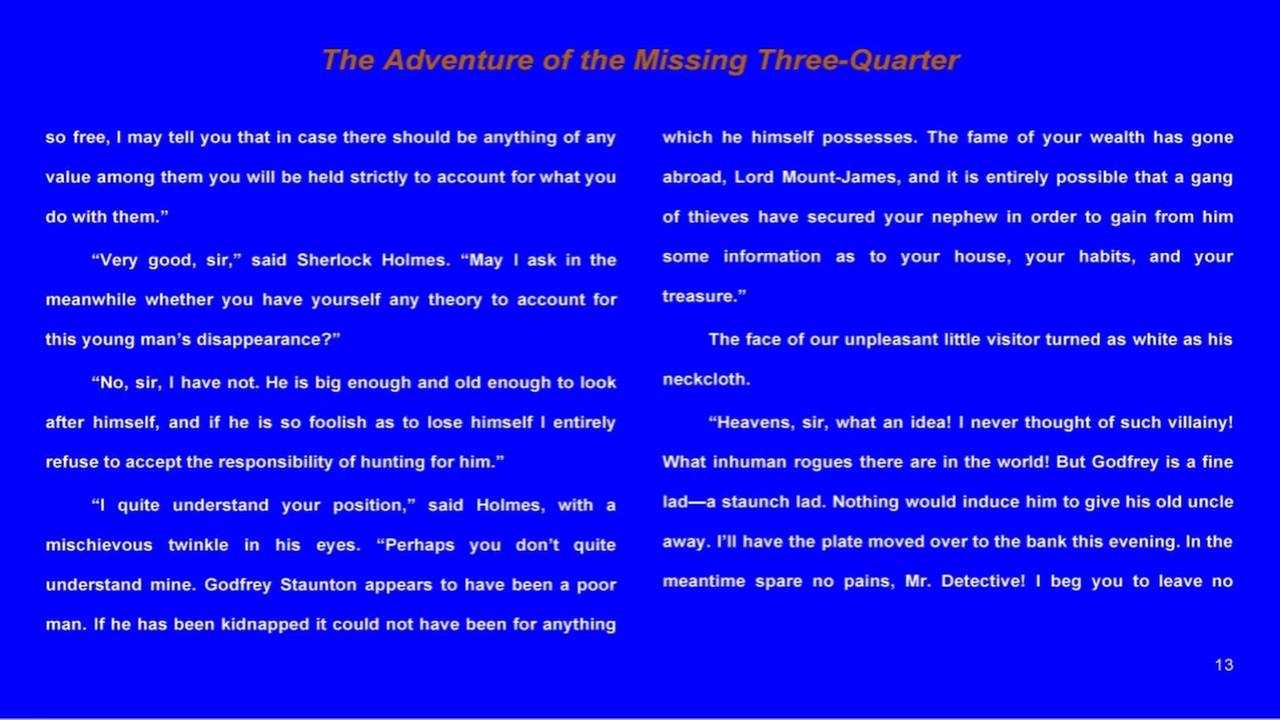 The Adventure of the Missing Three-Quarter
so free, I may tell you that in case there should be anything of any
value among them you will be held strictly to account for what you
do with them.”
“Very good, sir,” said Sherlock Holmes. “May I ask in the
meanwhile whether you have yourself any theory to account for
this young man’s disappearance?”
“No, sir, I have not. He is big enough and old enough to look
after himself, and if he is so foolish as to lose himself I entirely
refuse to accept the responsibility of hunting for him.”
“I quite understand your position,” said Holmes, with a
mischievous twinkle in his eyes. “Perhaps you don’t quite
understand mine. Godfrey Staunton appears to have been a poor
man. If he has been kidnapped it could not have been for anything
which he himself possesses. The fame of your wealth has gone
abroad, Lord Mount-James, and it is entirely possible that a gang
of thieves have secured your nephew in order to gain from him
some information as to your house, your habits, and your
treasure.”
The face of our unpleasant little visitor turned as white as his
neckcloth.
“Heavens, sir, what an idea! I never thought of such villainy!
What inhuman rogues there are in the world! But Godfrey is a fine
lad—a staunch lad. Nothing would induce him to give his old uncle
away. I’ll have the plate moved over to the bank this evening. In the
meantime spare no pains, Mr. Detective! I beg you to leave no
13